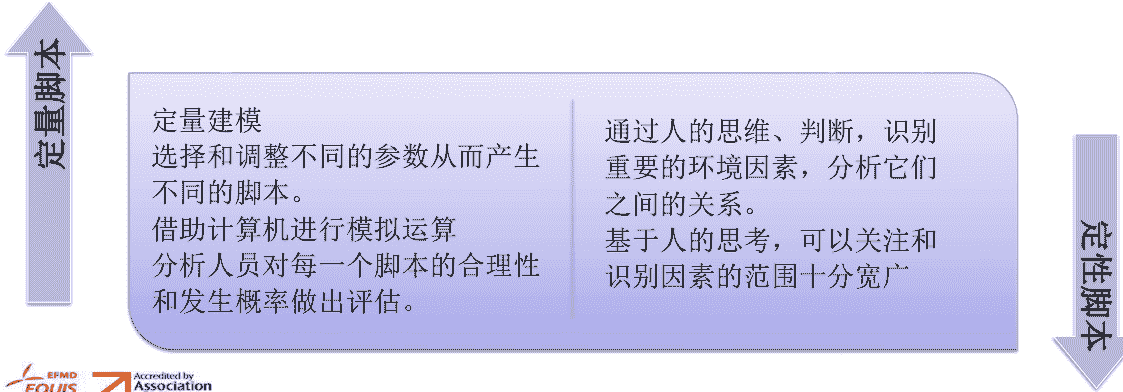 定量脚本
定量建模
选择和调整不同的参数从而产生
不同的脚本。
借助计算机进行模拟运算
分析人员对每一个脚本的合理性
和发生概率做出评估。
通过人的思维、判断，识别
重要的环境因素，分析它们
之间的关系。
基于人的思考，可以关注和
识别因素的范围十分宽广
定性脚本
EFMD
EQUIS
Accredited by
Association